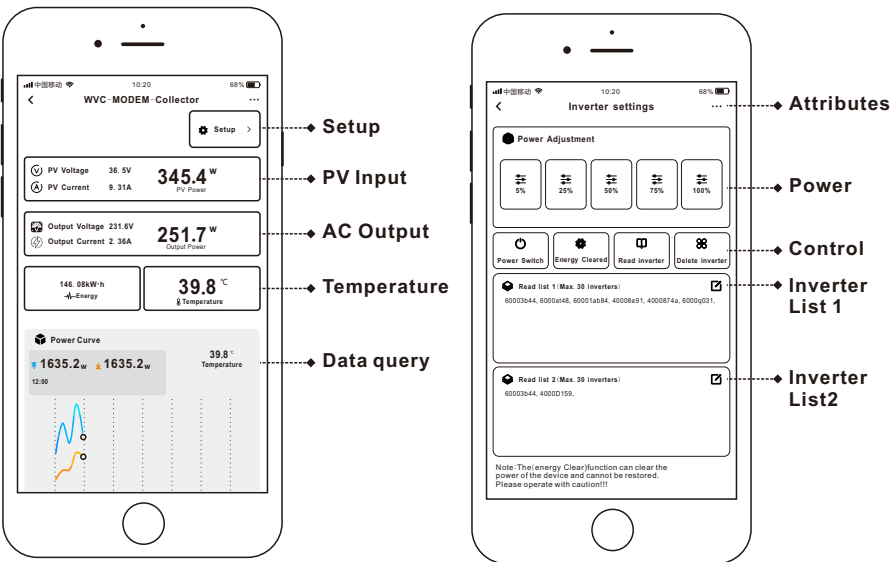 中国移动 10:20 68%
WVC-MODEM-Collector ...
Setup >
Setup
PV Voltage 36. 5V
PV Current 9. 31A
345.4 W
PV Power
PV Input
Output Voltage 231.6V
Output Current 2. 36A
251.7 W
Output Power
AC Output
146. 08kW·h
Energy
39.8 ℃
Temperature
Temperature
Power Curve
1635.2w 1635.2w
12:00
39.8 ℃
Temperature
Data query
中国移动 10:20 68%
Inverter settings ...
Attributes
Power Adjustment
5% 25% 50% 75% 100%
Power
Power Switch Energy Cleared Read inverter Delete inverter
Control
Read list 1(Max. 30 inverters)
60003b44, 6000et48, 60001ab84, 40008e91, 4000874a, 6000q031,
Inverter
List 1
Read list 2(Max. 30 inverters)
60003b44, 4000D159,
Inverter
List2
Note:The(energy Clear)function can clear the
power of the device and cannot be restored.
Please operate with caution!!!